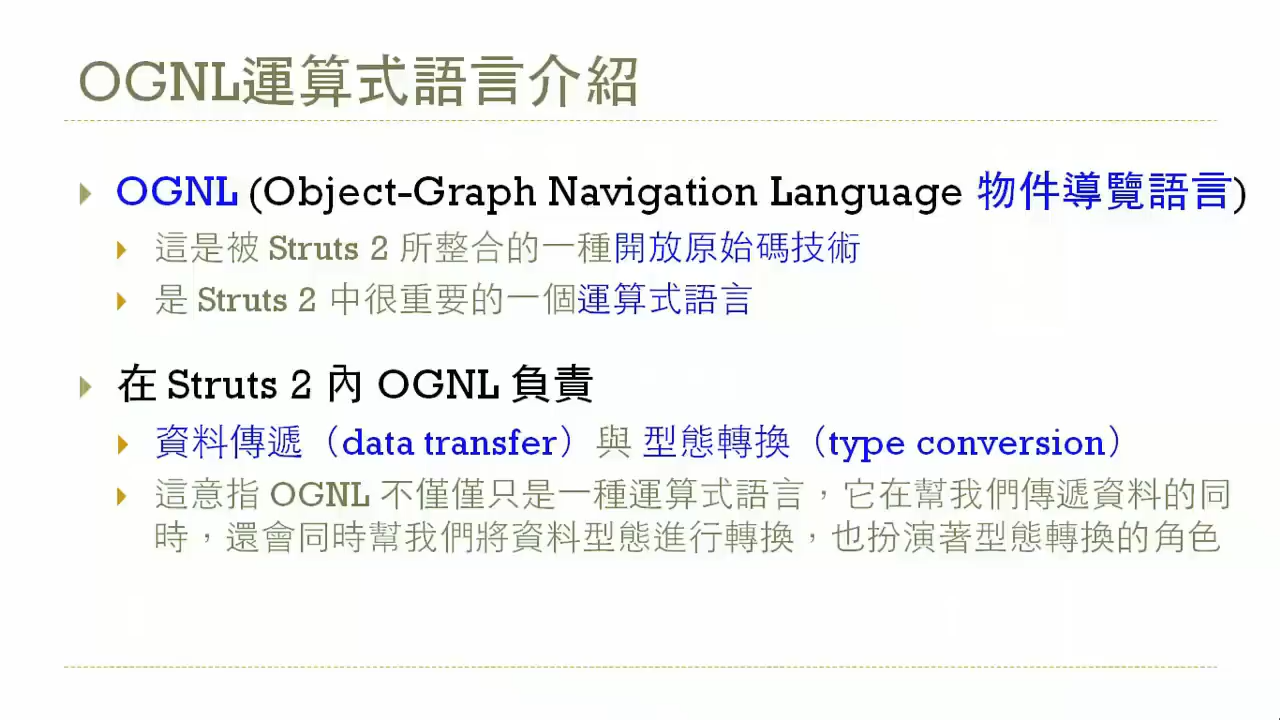 OGNL運算式語言介紹
OGNL (Object-Graph Navigation Language 物件導覽語言)
這是被 Struts 2 所整合的一種開放原始碼技術
是 Struts 2 中很重要的一個運算式語言
在 Struts 2 內 OGNL 負責
資料傳遞（data transfer）與 型態轉換（type conversion）
這意指 OGNL 不僅僅只是一種運算式語言，它在幫我們傳遞資料的同
時，還會同時幫我們將資料型態進行轉換，也扮演著型態轉換的角色